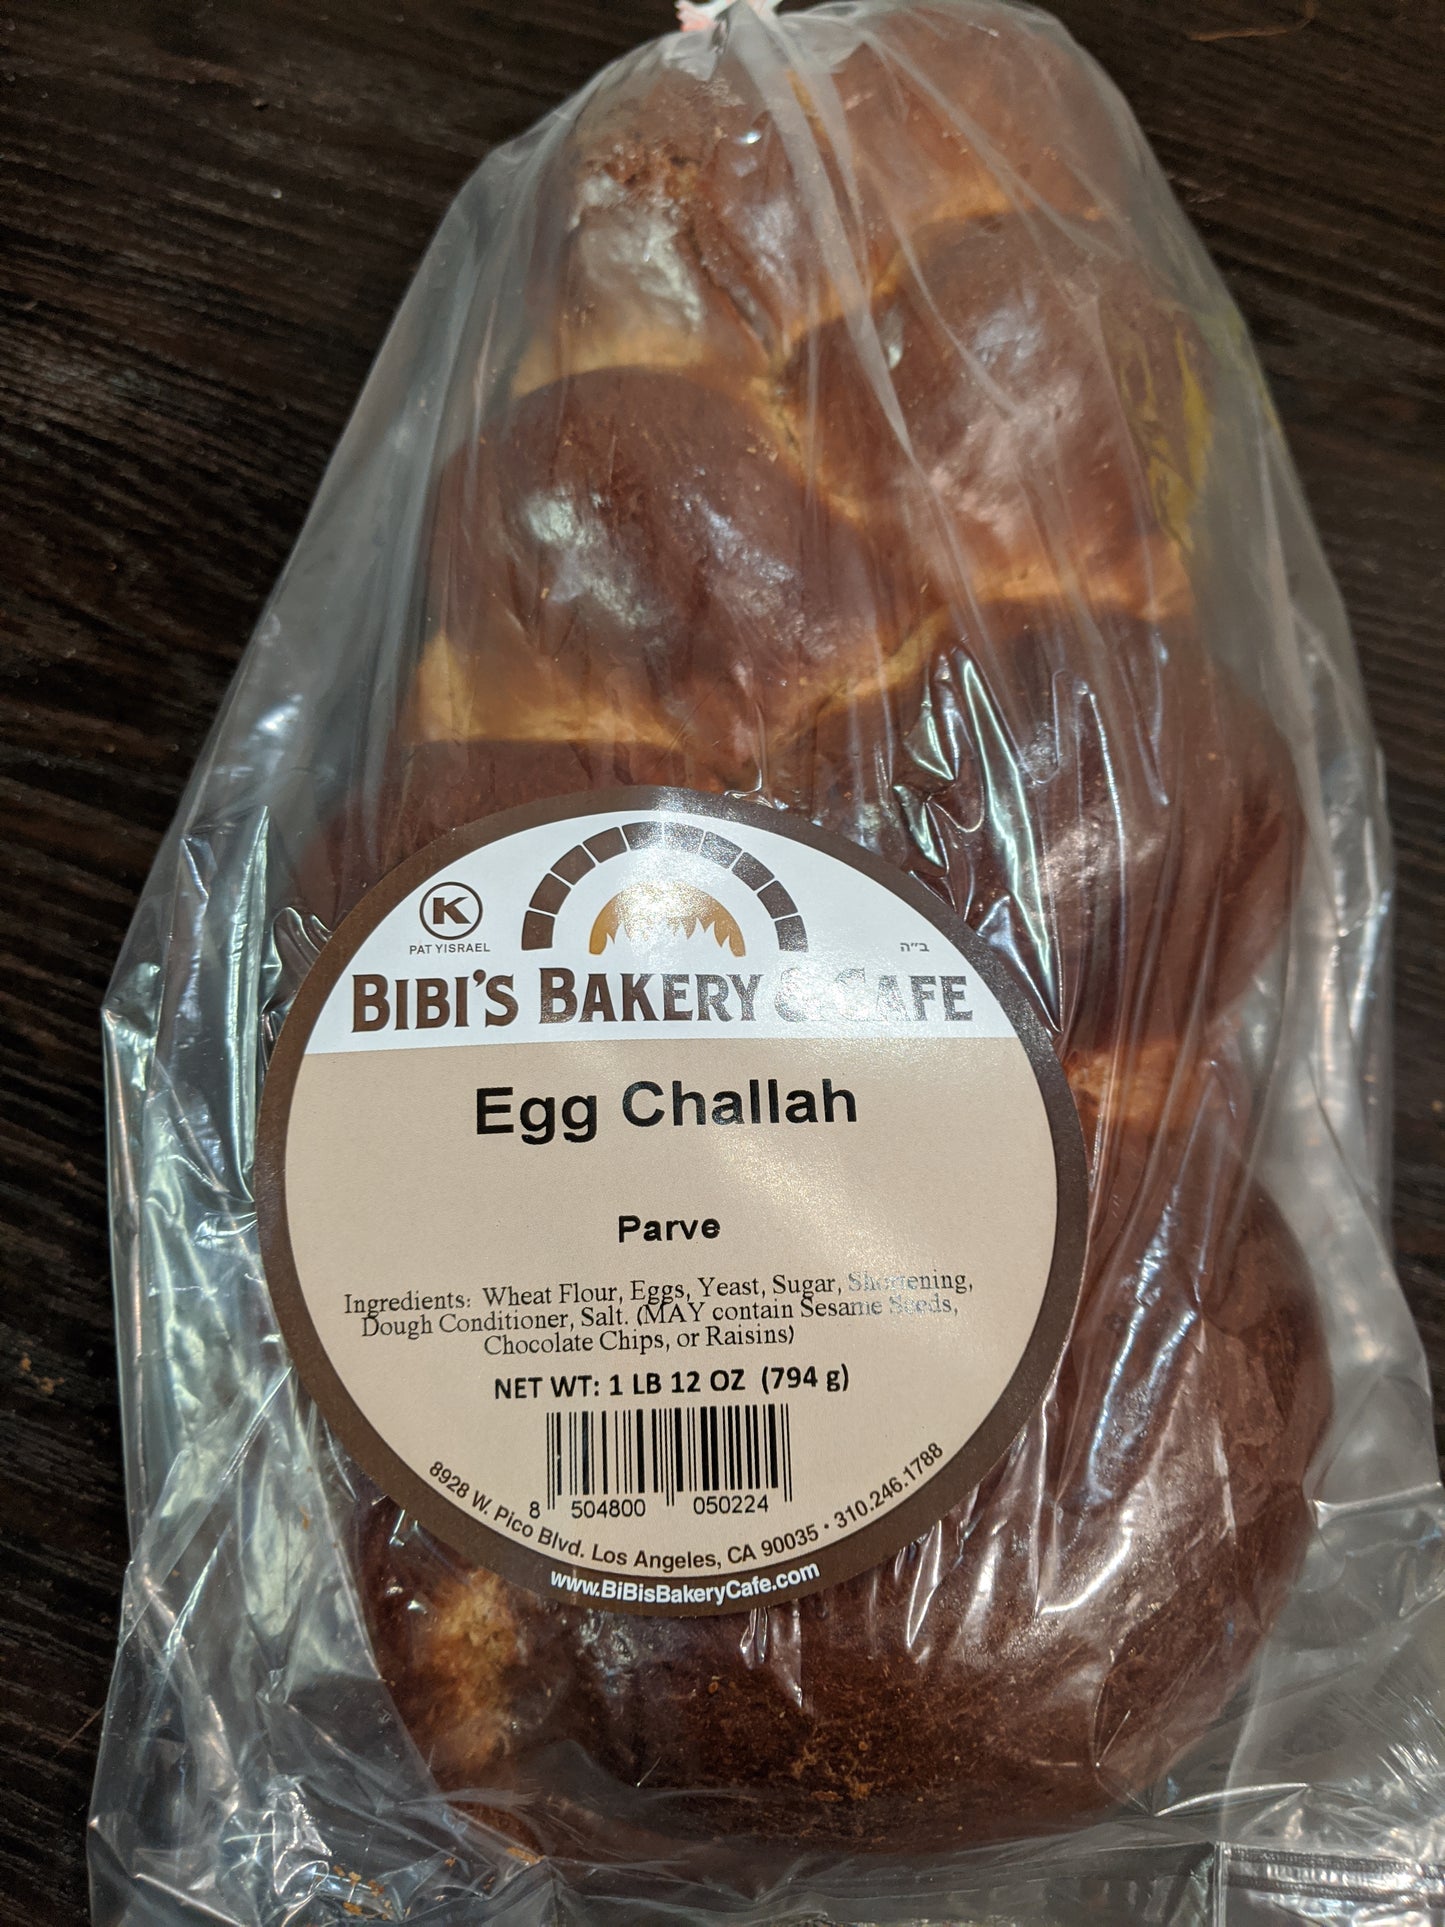 K
PAT YISRAEL
ב״ה
BIBI'S BAKERY & CAFE
Egg Challah
Parve
Ingredients: Wheat Flour, Eggs, Yeast, Sugar, Shortening,
Dough Conditioner, Salt. (MAY contain Sesame Seeds,
Chocolate Chips, or Raisins)
NET WT: 1 LB 12 OZ (794 g)
8 504800 050224
8928 W. Pico Blvd. Los Angeles, CA 90035 • 310.246.1788
www.BiBisBakeryCafe.com